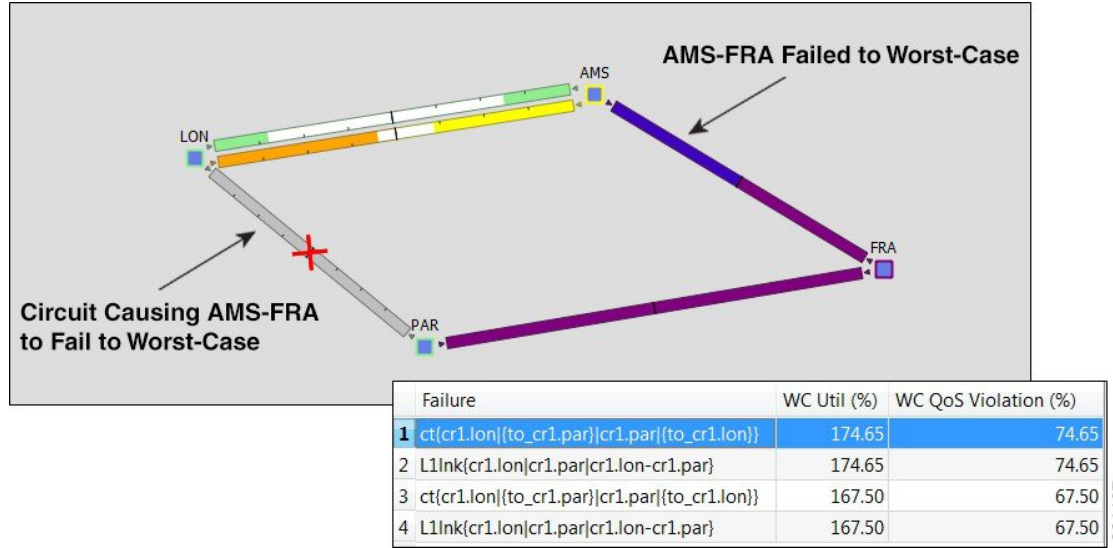 AMS-FRA Failed to Worst-Case
AMS
LON
FRA
Circuit Causing AMS-FRA
to Fail to Worst-Case
PAR
Failure WC Util (%) WC QoS Violation (%)
1 ct{cr1.lon|{to_cr1.par}|cr1.par|{to_cr1.lon}} 174.65 74.65
2 L1lnk{cr1.lon|cr1.par|cr1.lon-cr1.par} 174.65 74.65
3 ct{cr1.lon|{to_cr1.par}|cr1.par|{to_cr1.lon}} 167.50 67.50
4 L1lnk{cr1.lon|cr1.par|cr1.lon-cr1.par} 167.50 67.50